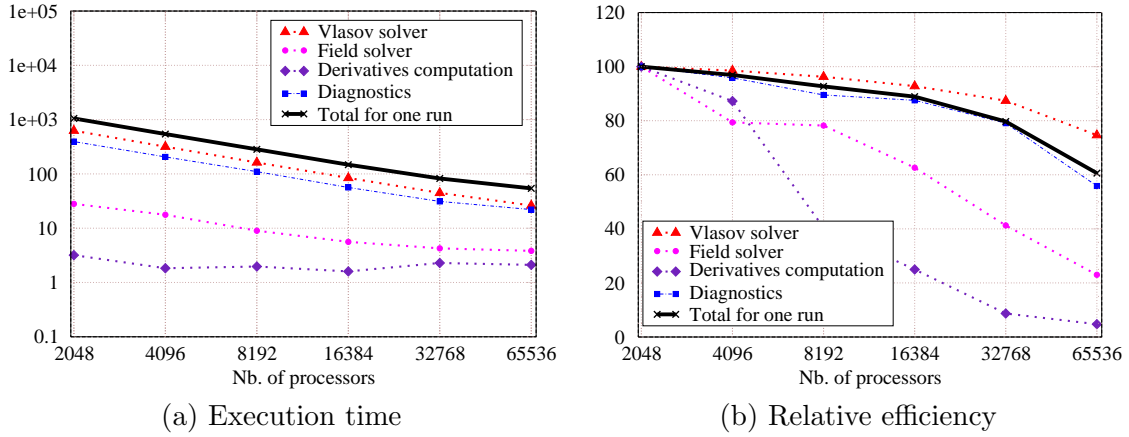 1e+05
1e+04
1e+03
100
10
1
0.1
Vlasov solver
Field solver
Derivatives computation
Diagnostics
Total for one run
2048 4096 8192 16384 32768 65536
Nb. of processors
(a) Execution time
120
100
80
60
40
20
0
Vlasov solver
Field solver
Derivatives computation
Diagnostics
Total for one run
2048 4096 8192 16384 32768 65536
Nb. of processors
(b) Relative efficiency